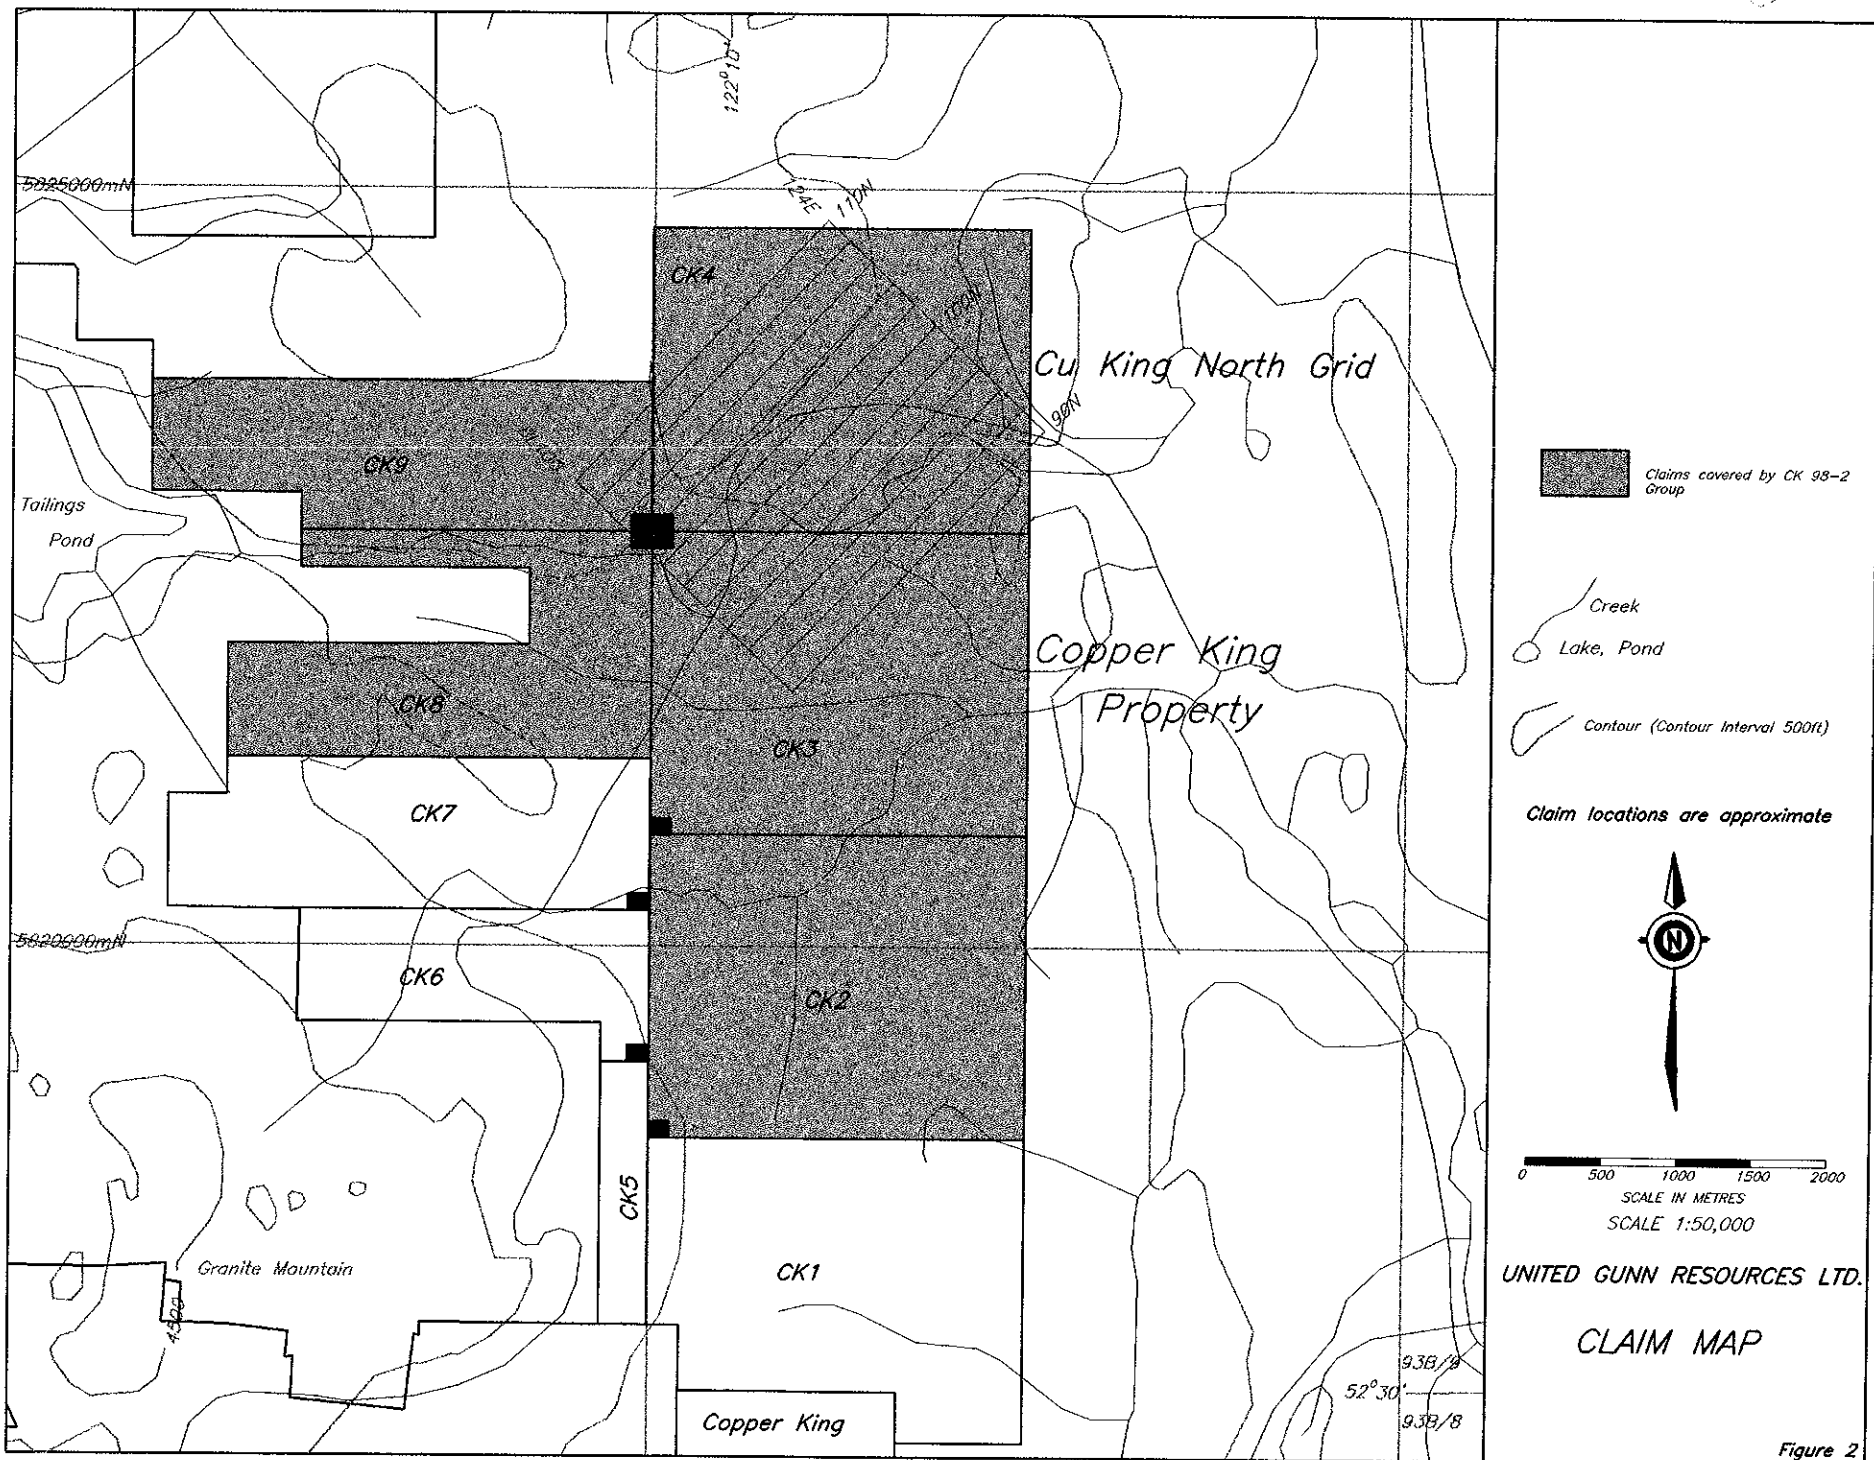 122°10'
5825000mN
24E
110N
CK4
100N
Cu King North Grid
90N
CK9
Tailings
Pond
Copper King
Property
CK8
CK3
CK7
5820000mN
CK6
CK2
CK5
Granite Mountain
4500
CK1
Copper King
93B/9
52°30'
93B/8
Claims covered by CK 98-2
Group
Creek
Lake, Pond
Contour (Contour Interval 500ft)
Claim locations are approximate
N
0 500 1000 1500 2000
SCALE IN METRES
SCALE 1:50,000
UNITED GUNN RESOURCES LTD.
CLAIM MAP
Figure 2